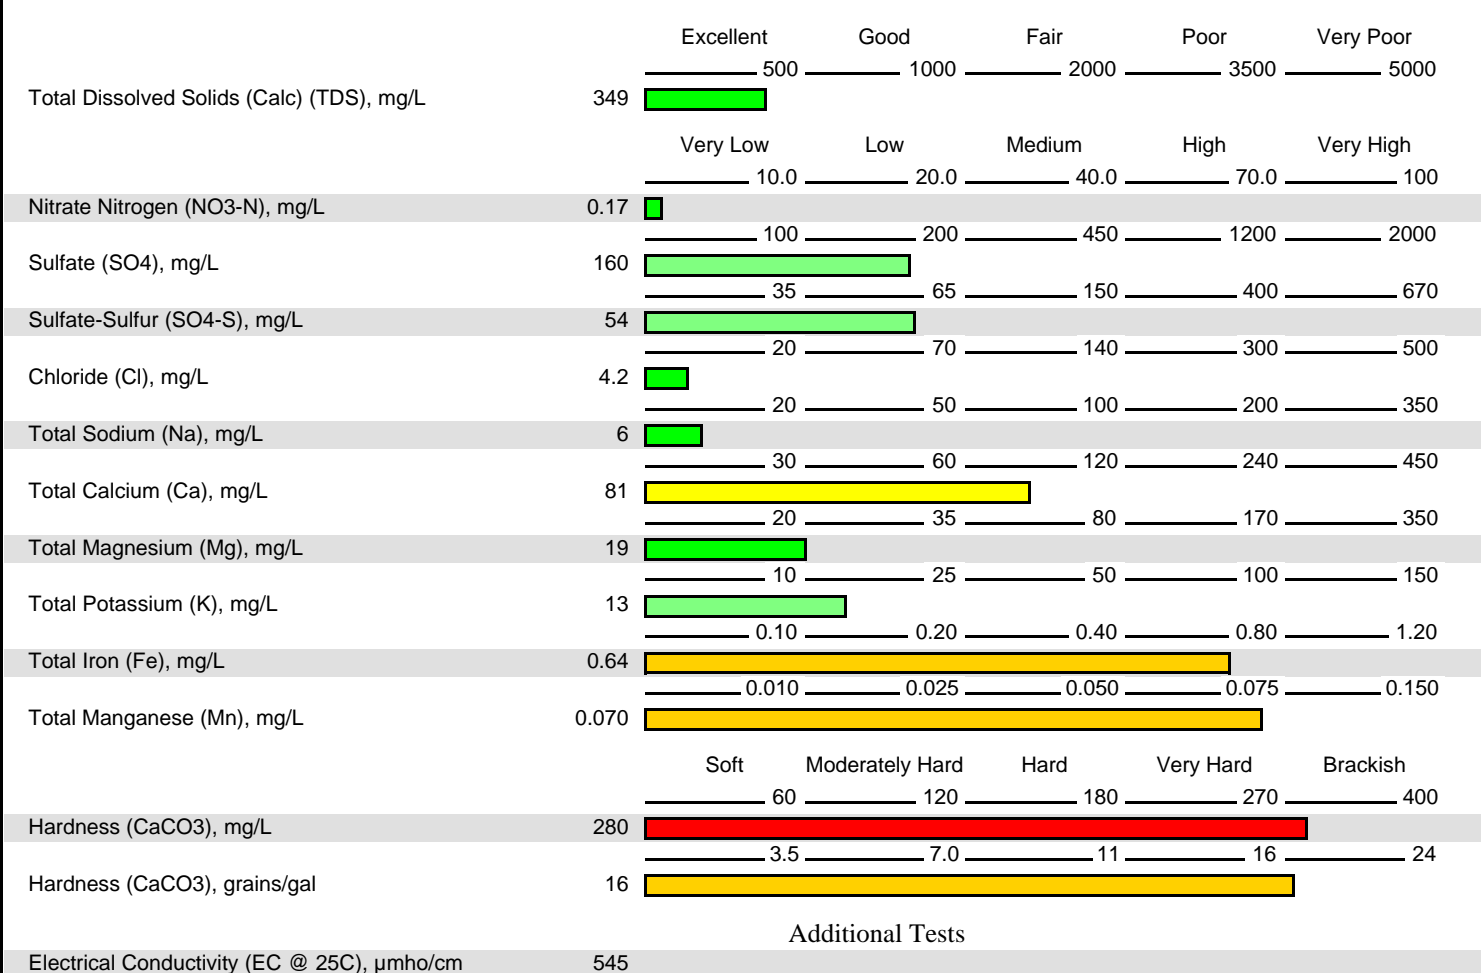 Excellent Good Fair Poor Very Poor
500 1000 2000 3500 5000
Total Dissolved Solids (Calc) (TDS), mg/L 349
Very Low Low Medium High Very High
10.0 20.0 40.0 70.0 100
Nitrate Nitrogen (NO3-N), mg/L 0.17
100 200 450 1200 2000
Sulfate (SO4), mg/L 160
35 65 150 400 670
Sulfate-Sulfur (SO4-S), mg/L 54
20 70 140 300 500
Chloride (Cl), mg/L 4.2
20 50 100 200 350
Total Sodium (Na), mg/L 6
30 60 120 240 450
Total Calcium (Ca), mg/L 81
20 35 80 170 350
Total Magnesium (Mg), mg/L 19
10 25 50 100 150
Total Potassium (K), mg/L 13
0.10 0.20 0.40 0.80 1.20
Total Iron (Fe), mg/L 0.64
0.010 0.025 0.050 0.075 0.150
Total Manganese (Mn), mg/L 0.070
Soft Moderately Hard Hard Very Hard Brackish
60 120 180 270 400
Hardness (CaCO3), mg/L 280
3.5 7.0 11 16 24
Hardness (CaCO3), grains/gal 16
Additional Tests
Electrical Conductivity (EC @ 25C), µmho/cm 545